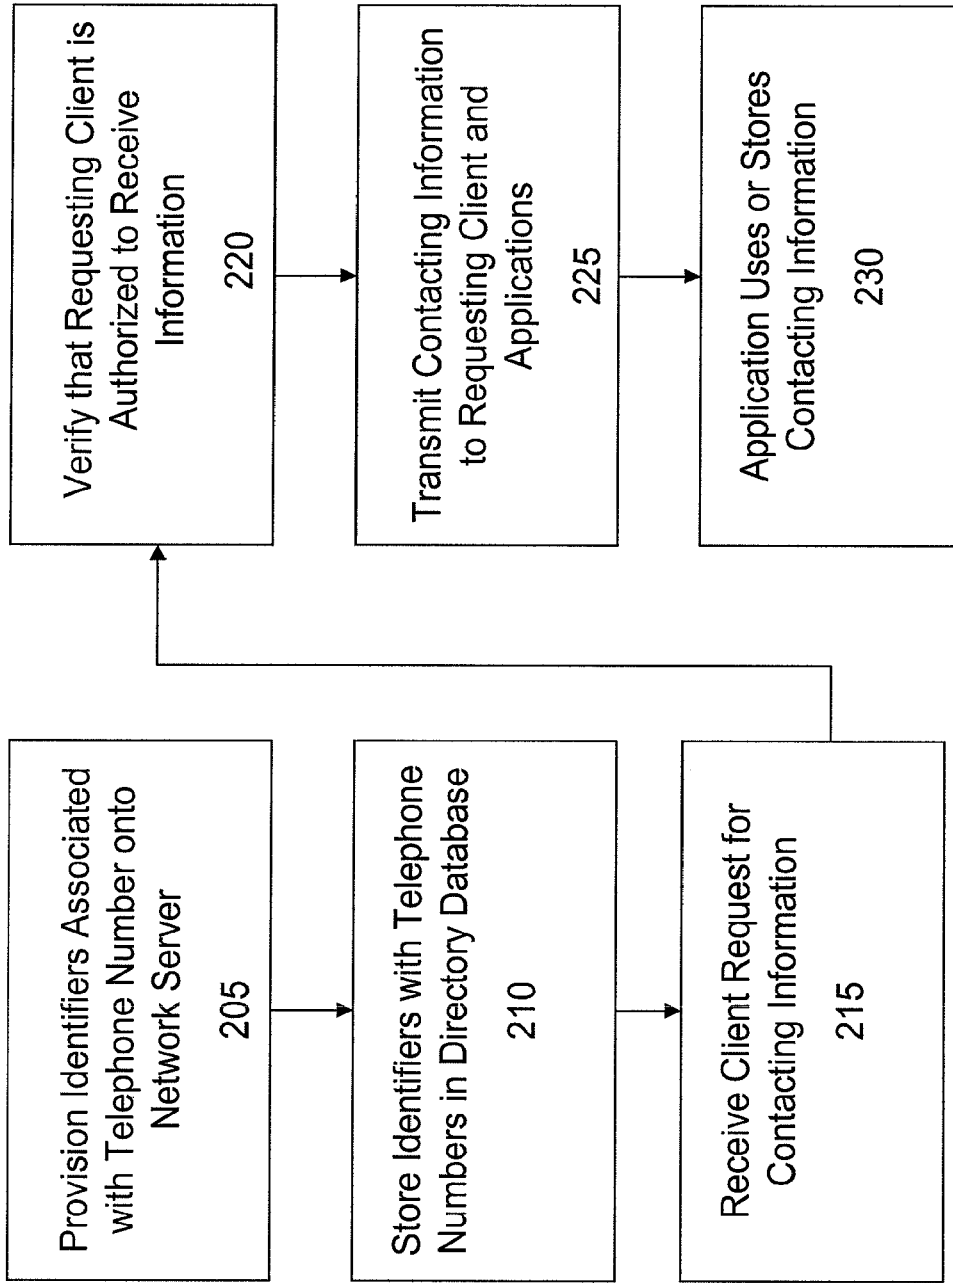 Provision Identifiers Associated
with Telephone Number onto
Network Server
205
Store Identifiers with Telephone
Numbers in Directory Database
210
Receive Client Request for
Contacting Information
215
Verify that Requesting Client is
Authorized to Receive
Information
220
Transmit Contacting Information
to Requesting Client and
Applications
225
Application Uses or Stores
Contacting Information
230